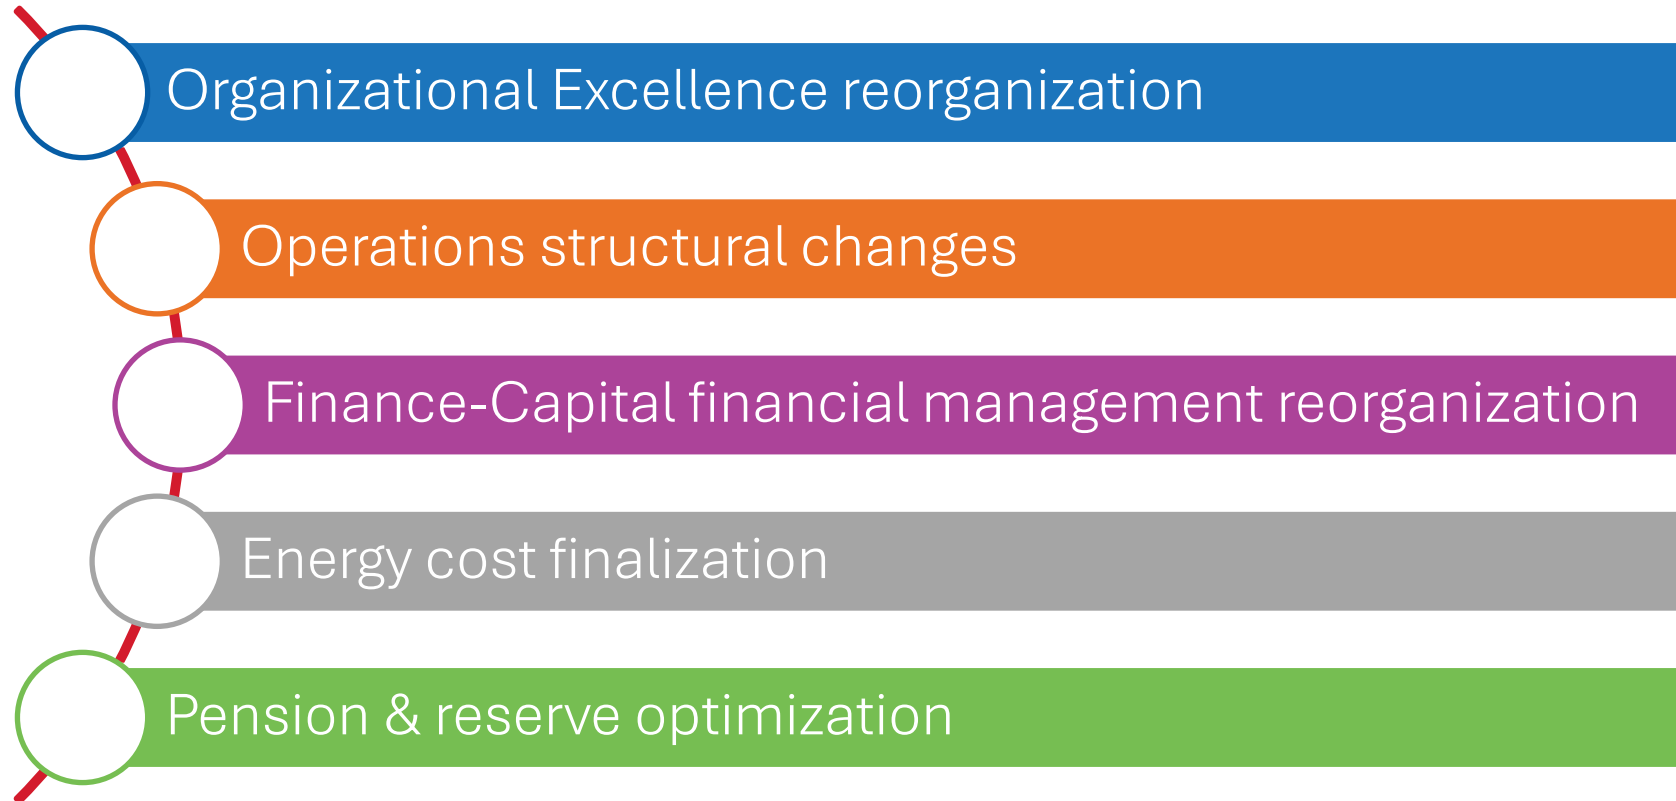 Organizational Excellence reorganization
Operations structural changes
Finance-Capital financial management reorganization
Energy cost finalization
Pension & reserve optimization